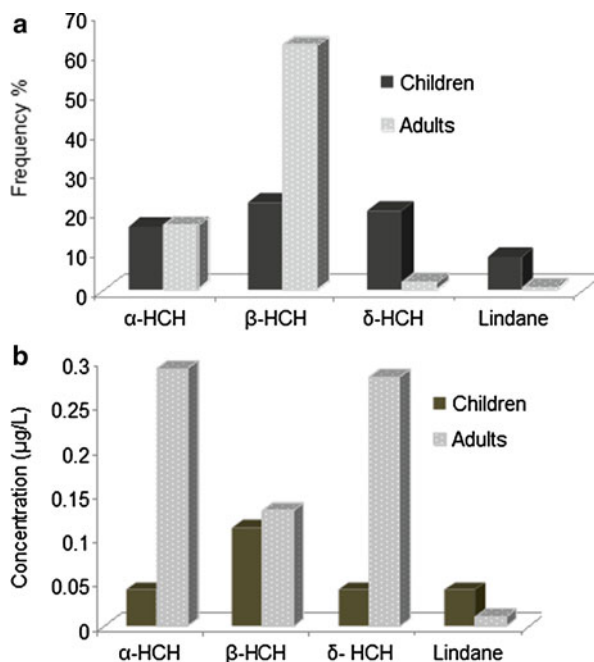 a
Frequency %
70
60
50
40
30
20
10
0
Children
Adults
α-HCH β-HCH δ-HCH Lindane
b
Concentration (µg/L)
0.3
0.25
0.2
0.15
0.1
0.05
0
Children
Adults
α-HCH β-HCH δ- HCH Lindane